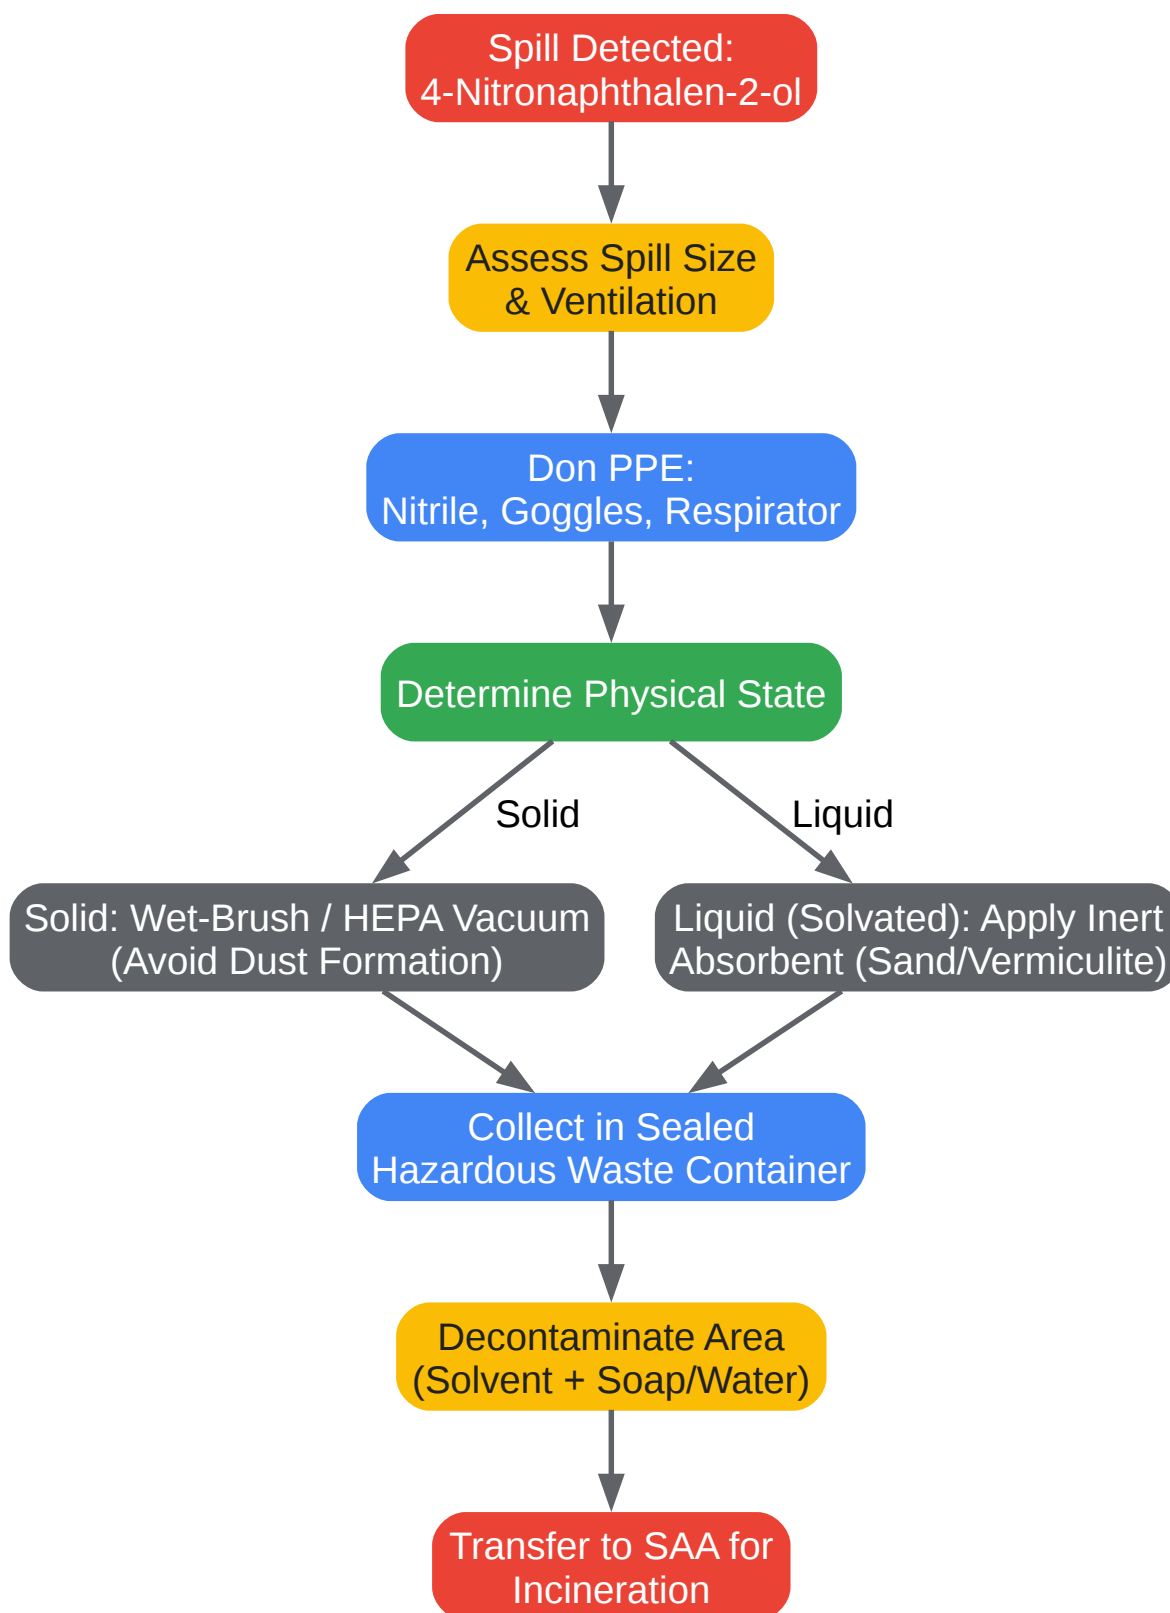 Spill Detected:
4-Nitronaphthalen-2-ol
Assess Spill Size
& Ventilation
Don PPE:
Nitrile, Goggles, Respirator
Determine Physical State
Solid
Liquid
Solid: Wet-Brush / HEPA Vacuum
(Avoid Dust Formation)
Liquid (Solvated): Apply Inert
Absorbent (Sand/Vermiculite)
Collect in Sealed
Hazardous Waste Container
Decontaminate Area
(Solvent + Soap/Water)
Transfer to SAA for
Incineration